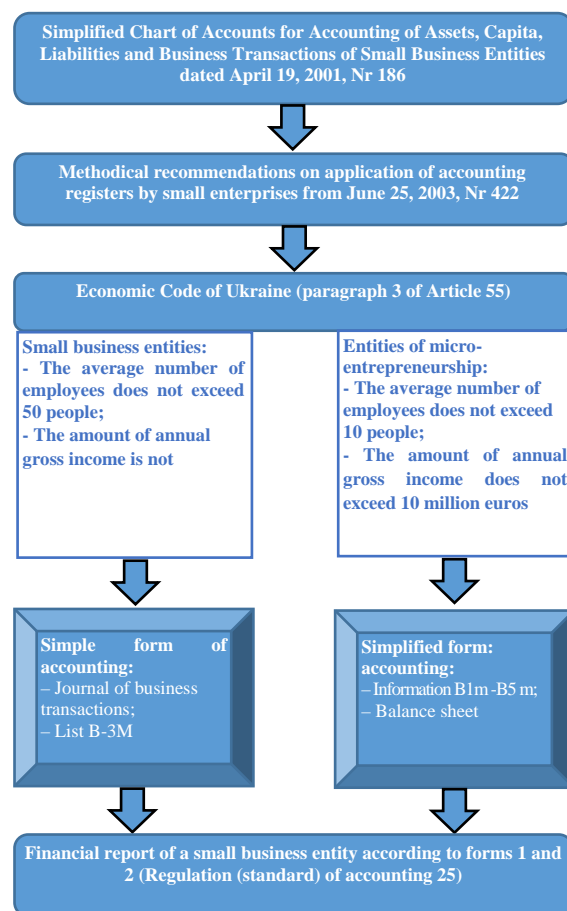 Simplified Chart of Accounts for Accounting of Assets, Capita,
Liabilities and Business Transactions of Small Business Entities
dated April 19, 2001, Nr 186
Methodical recommendations on application of accounting
registers by small enterprises from June 25, 2003, Nr 422
Economic Code of Ukraine (paragraph 3 of Article 55)
Small business entities:
- The average number of
employees does not exceed
50 people;
- The amount of annual
gross income is not
Entities of micro-
entrepreneurship:
- The average number of
employees does not exceed
10 people;
- The amount of annual
gross income does not
exceed 10 million euros
Simple form of
accounting:
– Journal of business
transactions;
– List B-3M
Simplified form:
accounting:
– Information B1m -B5 m;
– Balance sheet
Financial report of a small business entity according to forms 1 and
2 (Regulation (standard) of accounting 25)